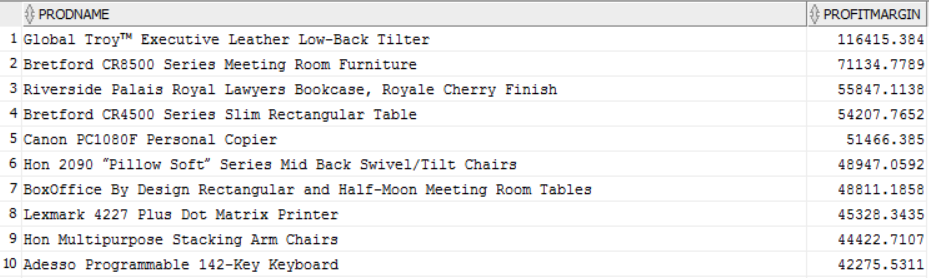 PRODNAME PROFITMARGIN
1 Global Troy™ Executive Leather Low-Back Tilter 116415.384
2 Bretford CR8500 Series Meeting Room Furniture 71134.7789
3 Riverside Palais Royal Lawyers Bookcase, Royale Cherry Finish 55847.1138
4 Bretford CR4500 Series Slim Rectangular Table 54207.7652
5 Canon PC1080F Personal Copier 51466.385
6 Hon 2090 “Pillow Soft” Series Mid Back Swivel/Tilt Chairs 48947.0592
7 BoxOffice By Design Rectangular and Half-Moon Meeting Room Tables 48811.1858
8 Lexmark 4227 Plus Dot Matrix Printer 45328.3435
9 Hon Multipurpose Stacking Arm Chairs 44422.7107
10 Adesso Programmable 142-Key Keyboard 42275.5311